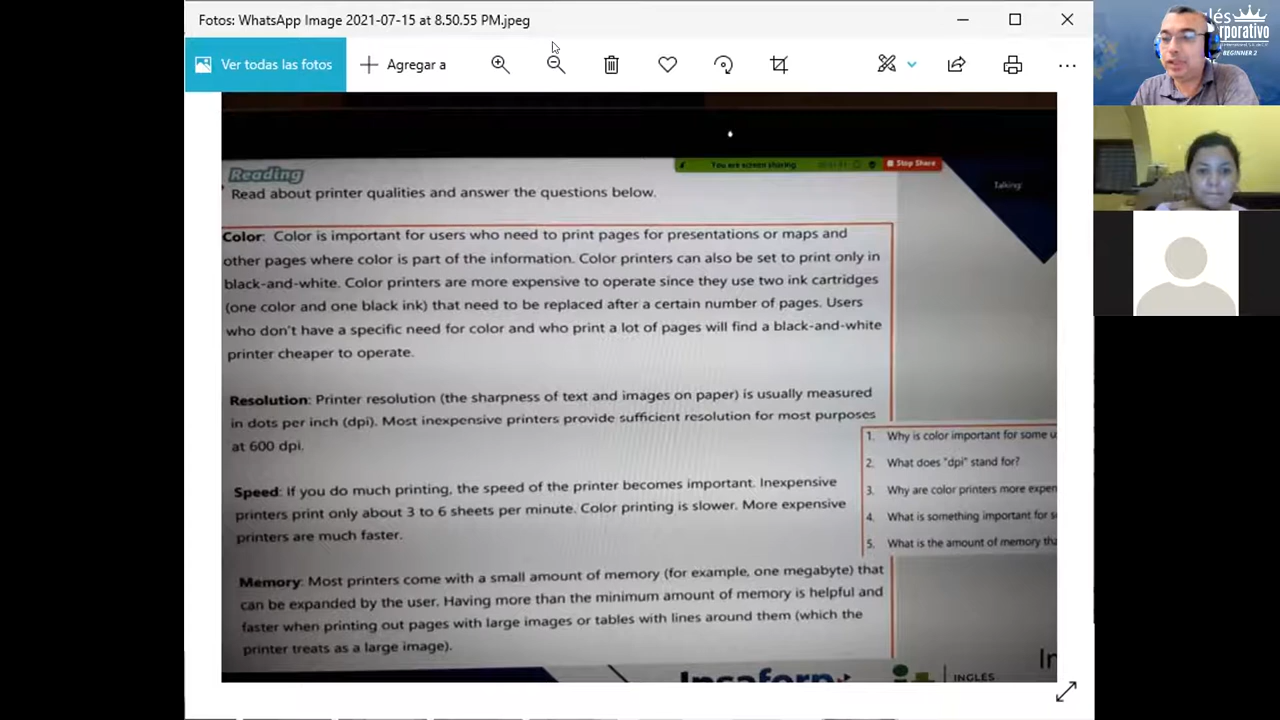 Fotos: WhatsApp Image 2021-07-15 at 8.50.55 PM.jpeg
Ver todas las fotos
Agregar a
You are screen sharing
Stop Share
Talking:
Reading
Read about printer qualities and answer the questions below.
Color: Color is important for users who need to print pages for presentations or maps and
other pages where color is part of the information. Color printers can also be set to print only in
black-and-white. Color printers are more expensive to operate since they use two ink cartridges
(one color and one black ink) that need to be replaced after a certain number of pages. Users
who don't have a specific need for color and who print a lot of pages will find a black-and-white
printer cheaper to operate.
Resolution: Printer resolution (the sharpness of text and images on paper) is usually measured
in dots per inch (dpi). Most inexpensive printers provide sufficient resolution for most purposes
at 600 dpi.
Speed: If you do much printing, the speed of the printer becomes important. Inexpensive
printers print only about 3 to 6 sheets per minute. Color printing is slower. More expensive
printers are much faster.
Memory: Most printers come with a small amount of memory (for example, one megabyte) that
can be expanded by the user. Having more than the minimum amount of memory is helpful and
faster when printing out pages with large images or tables with lines around them (which the
printer treats as a large image).
1. Why is color important for some u
2. What does "dpi" stand for?
3. Why are color printers more expen
4. What is something important for s
5. What is the amount of memory tha
Insaforp
INGLÉS
In
glés
rporativo
BEGINNER 2